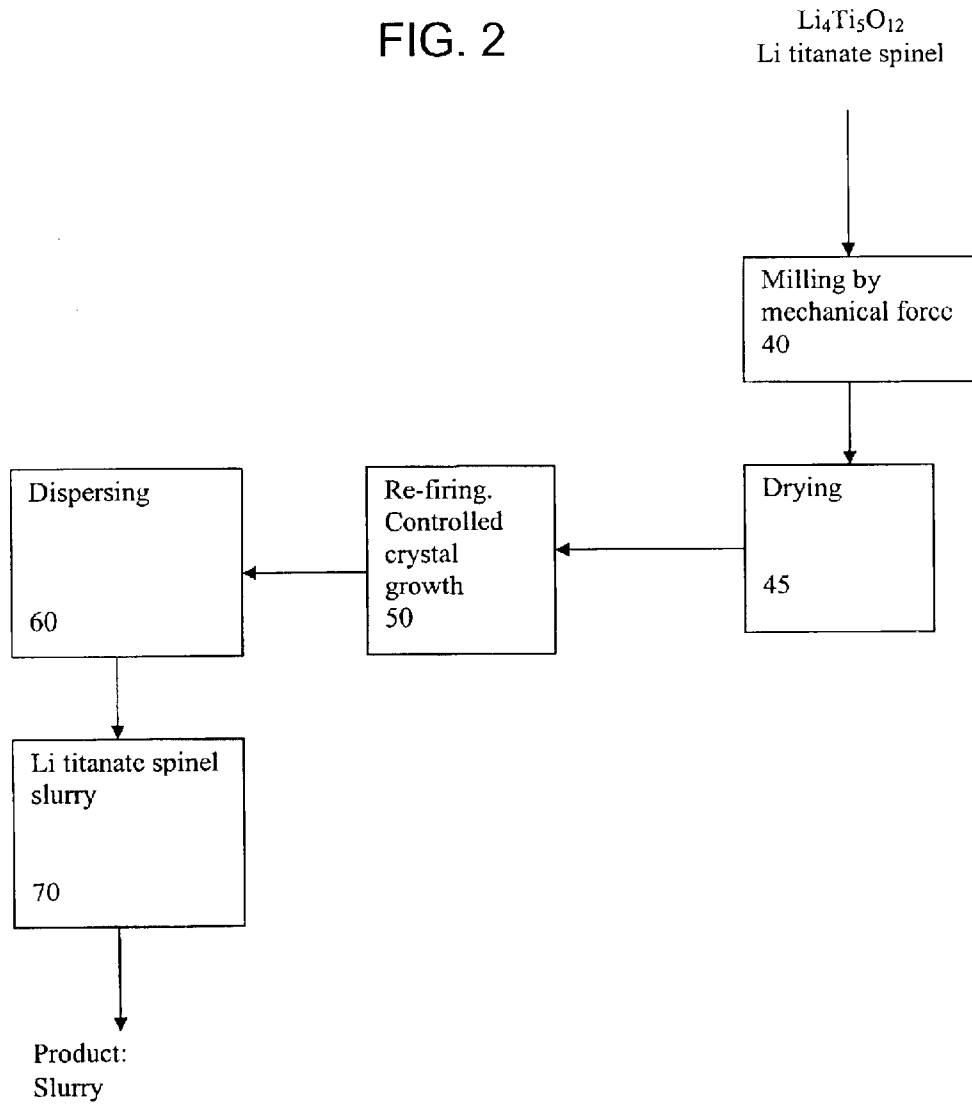 FIG. 2
Li₄Ti₅O₁₂
Li titanate spinel
Milling by
mechanical force
40
Drying
45
Re-firing.
Controlled
crystal
growth
50
Dispersing
60
Li titanate spinel
slurry
70
Product:
Slurry